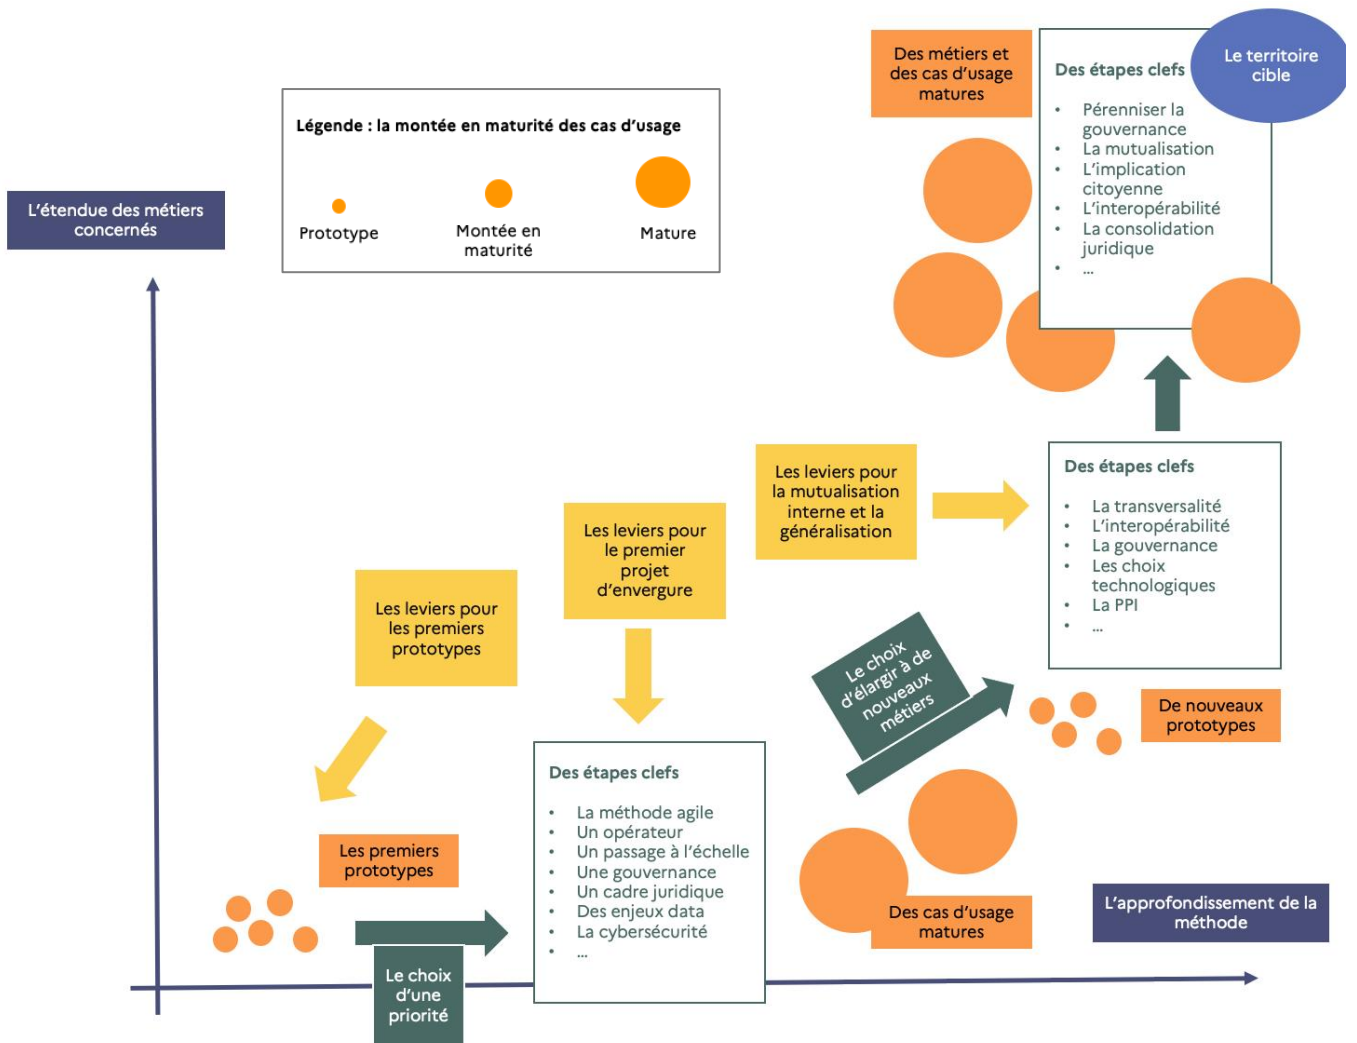 Des métiers et
des cas d'usage
matures
Des étapes clefs
Le territoire
cible
• Pérenniser la
gouvernance
• La mutualisation
• L'implication
citoyenne
• L'interopérabilité
• La consolidation
juridique
• ...
Légende : la montée en maturité des cas d'usage
Prototype
Montée en
maturité
Mature
L'étendue des métiers
concernés
Les leviers pour
la mutualisation
interne et la
généralisation
Des étapes clefs
• La transversalité
• L'interopérabilité
• La gouvernance
• Les choix
technologiques
• La PPI
• ...
Les leviers pour
le premier
projet
d'envergure
Les leviers pour
les premiers
prototypes
Le choix
d'élargir à de
nouveaux
métiers
De nouveaux
prototypes
Des étapes clefs
• La méthode agile
• Un opérateur
• Un passage à l'échelle
• Une gouvernance
• Un cadre juridique
• Des enjeux data
• La cybersécurité
• ...
Les premiers
prototypes
Des cas d'usage
matures
L'approfondissement de la
méthode
Le choix
d'une
priorité